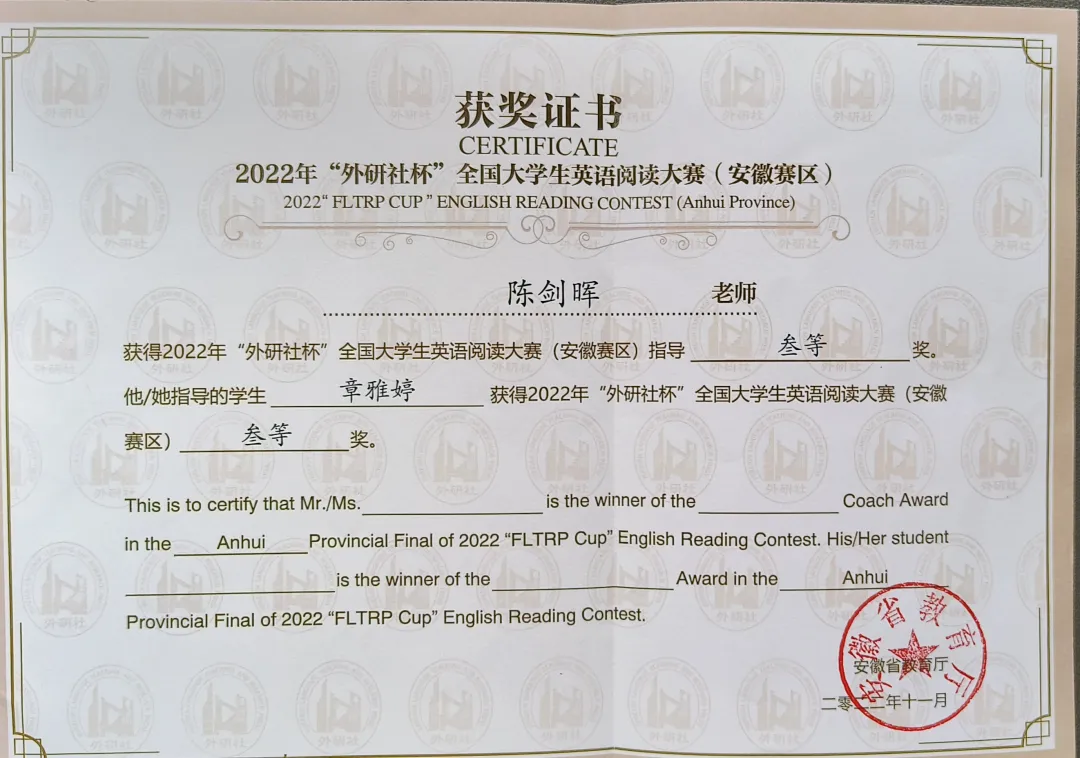 获奖证书
CERTIFICATE
2022年“外研社杯”全国大学生英语阅读大赛（安徽赛区）
2022“ FLTRP CUP ” ENGLISH READING CONTEST (Anhui Province)
陈剑晖 老师
获得2022年“外研社杯”全国大学生英语阅读大赛（安徽赛区）指导 叁等 奖。
他/她指导的学生 章雅婷 获得2022年“外研社杯”全国大学生英语阅读大赛（安徽
赛区） 叁等 奖。
This is to certify that Mr./Ms. is the winner of the Coach Award
in the Anhui Provincial Final of 2022 “FLTRP Cup” English Reading Contest. His/Her student
is the winner of the Award in the Anhui
Provincial Final of 2022 “FLTRP Cup” English Reading Contest.
安徽省教育厅
安徽省教育厅
二零二二年十一月
外研社